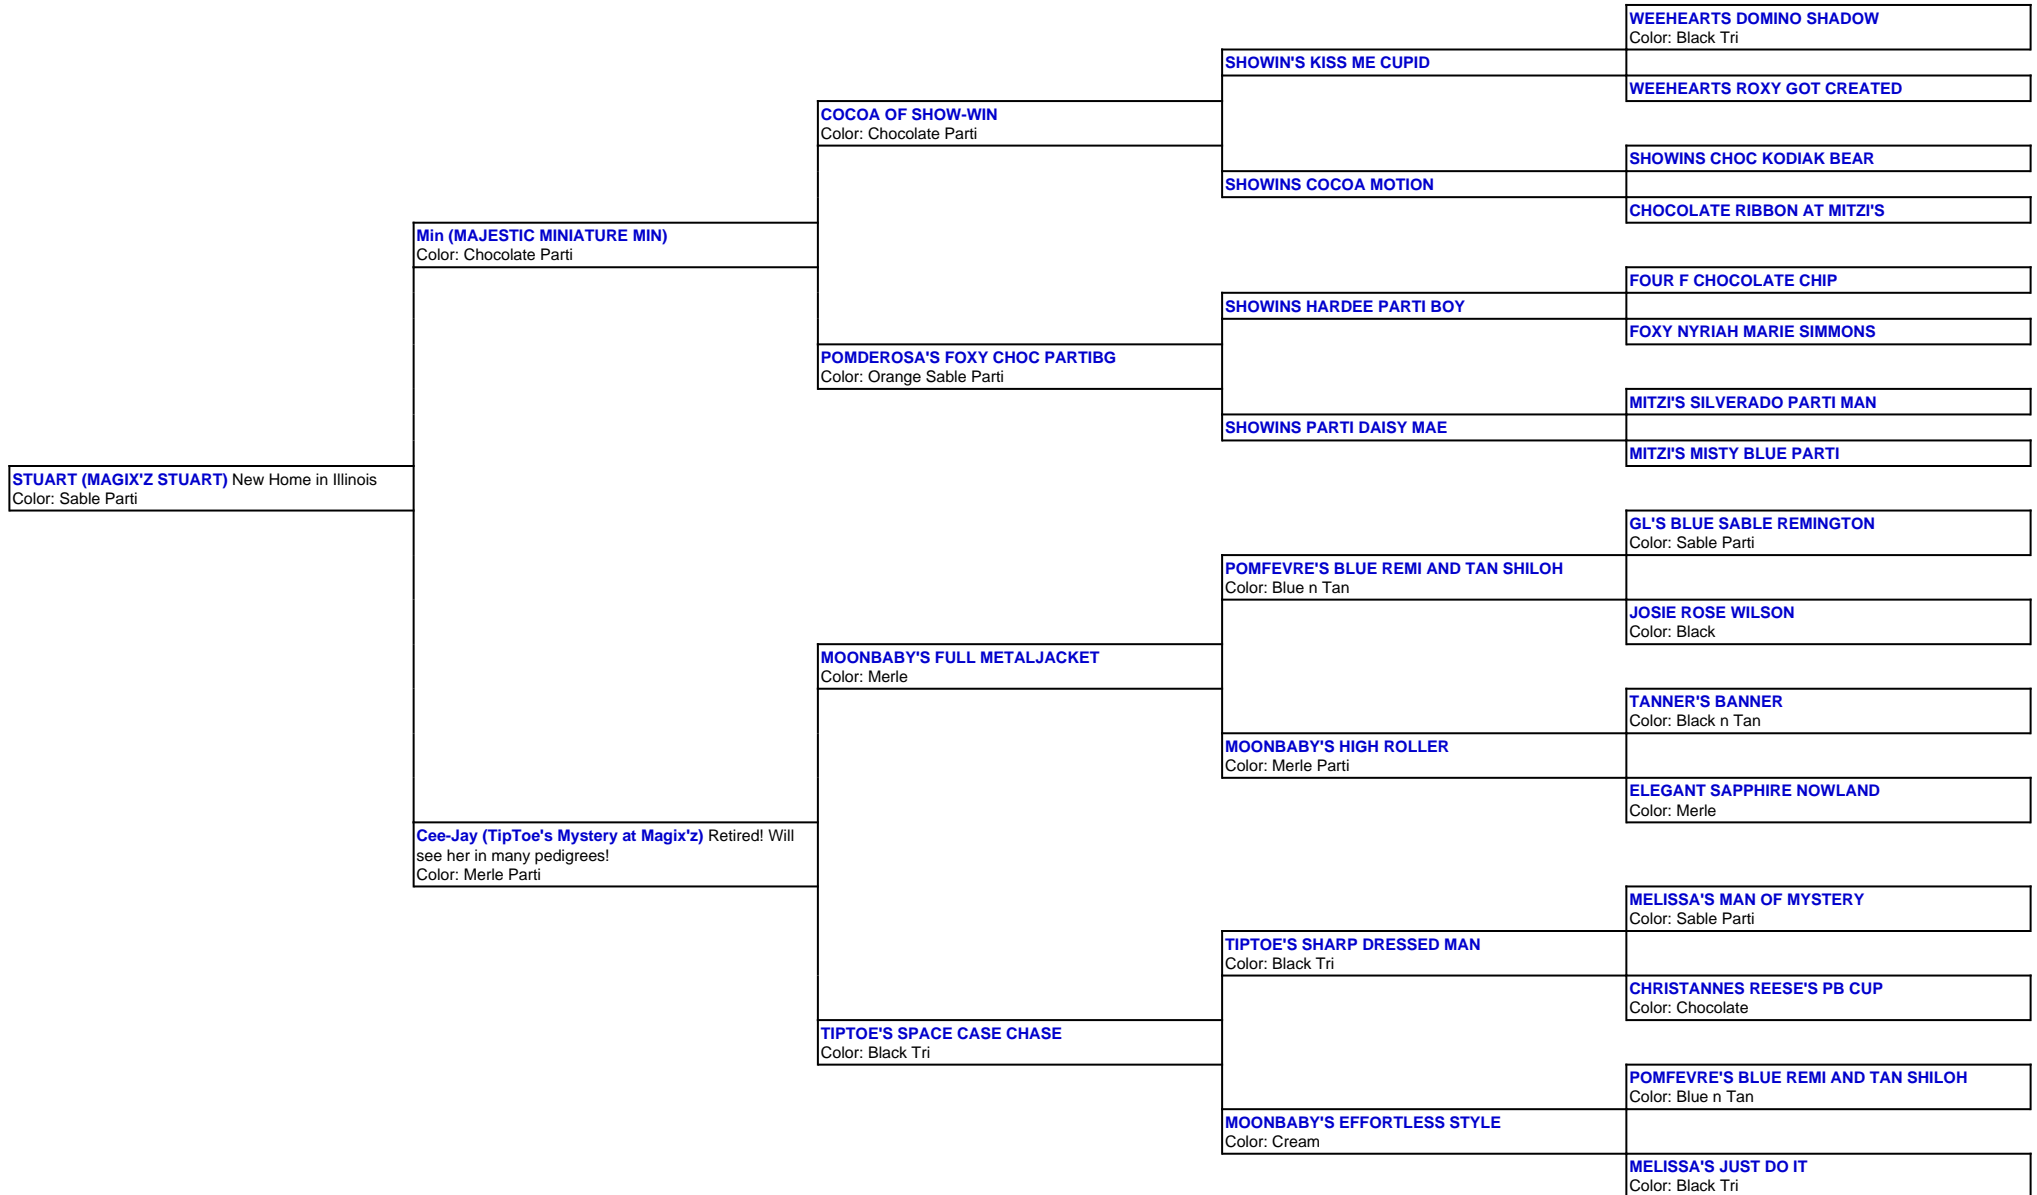 WEEHEARTS DOMINO SHADOW
Color: Black Tri
SHOWIN'S KISS ME CUPID
WEEHEARTS ROXY GOT CREATED
COCOA OF SHOW-WIN
Color: Chocolate Parti
SHOWINS CHOC KODIAK BEAR
SHOWINS COCOA MOTION
CHOCOLATE RIBBON AT MITZI'S
Min (MAJESTIC MINIATURE MIN)
Color: Chocolate Parti
FOUR F CHOCOLATE CHIP
SHOWINS HARDEE PARTI BOY
FOXY NYRIAH MARIE SIMMONS
POMDEROSA'S FOXY CHOC PARTIBG
Color: Orange Sable Parti
MITZI'S SILVERADO PARTI MAN
SHOWINS PARTI DAISY MAE
MITZI'S MISTY BLUE PARTI
STUART (MAGIX'Z STUART) New Home in Illinois
Color: Sable Parti
GL'S BLUE SABLE REMINGTON
Color: Sable Parti
POMFEVRE'S BLUE REMI AND TAN SHILOH
Color: Blue n Tan
JOSIE ROSE WILSON
Color: Black
MOONBABY'S FULL METALJACKET
Color: Merle
TANNER'S BANNER
Color: Black n Tan
MOONBABY'S HIGH ROLLER
Color: Merle Parti
ELEGANT SAPPHIRE NOWLAND
Color: Merle
Cee-Jay (TipToe's Mystery at Magix'z) Retired! Will
see her in many pedigrees!
Color: Merle Parti
MELISSA'S MAN OF MYSTERY
Color: Sable Parti
TIPTOE'S SHARP DRESSED MAN
Color: Black Tri
CHRISTANNES REESE'S PB CUP
Color: Chocolate
TIPTOE'S SPACE CASE CHASE
Color: Black Tri
POMFEVRE'S BLUE REMI AND TAN SHILOH
Color: Blue n Tan
MOONBABY'S EFFORTLESS STYLE
Color: Cream
MELISSA'S JUST DO IT
Color: Black Tri